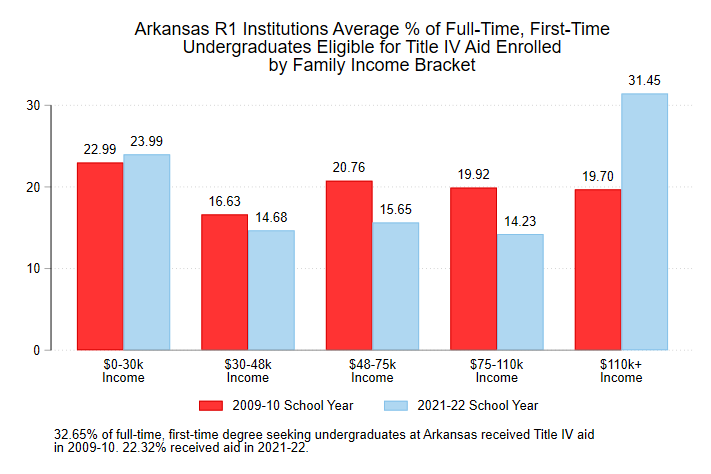 Arkansas R1 Institutions Average % of Full-Time, First-Time
Undergraduates Eligible for Title IV Aid Enrolled
by Family Income Bracket
31.45
30
22.99
23.99
20.76
19.92
19.70
20
16.63
14.68
15.65
14.23
10
0
$0-30k
Income
$30-48k
Income
$48-75k
Income
$75-110k
Income
$110k+
Income
2009-10 School Year
2021-22 School Year
32.65% of full-time, first-time degree seeking undergraduates at Arkansas received Title IV aid
in 2009-10. 22.32% received aid in 2021-22.